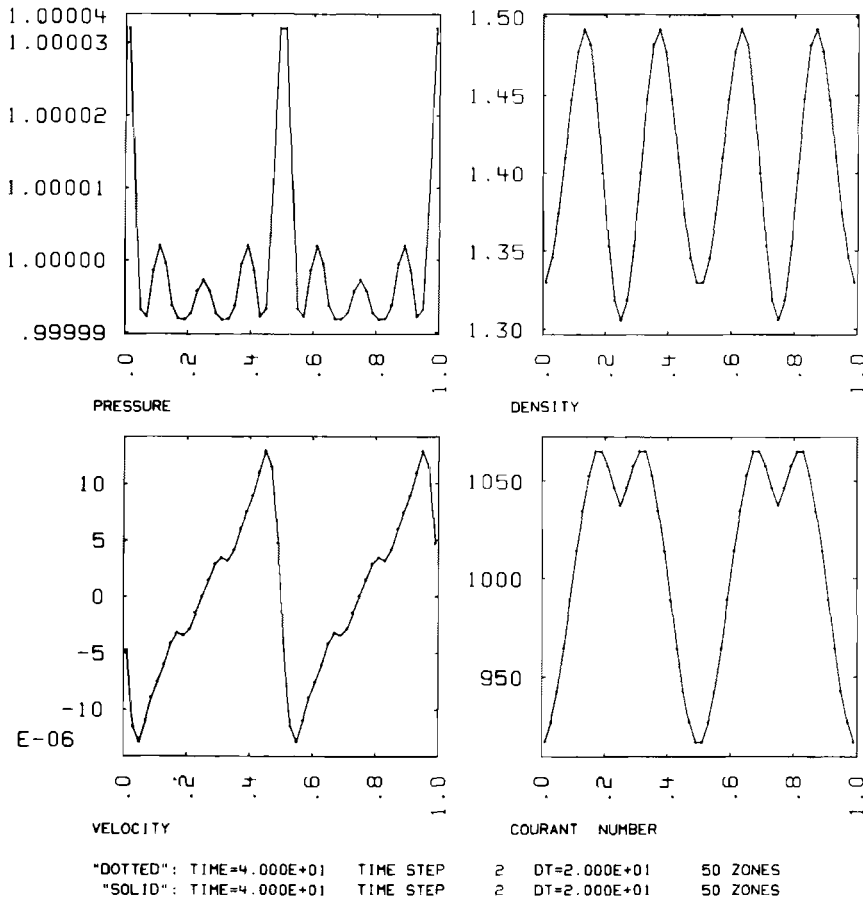 1.00004
1.00003
1.00002
1.00001
1.00000
.99999
.0 .2 .4 .6 .8 1.0
PRESSURE
1.50
1.45
1.40
1.35
1.30
.0 .2 .4 .6 .8 1.0
DENSITY
10
5
0
-5
-10
E-06
.0 .2 .4 .6 .8 1.0
VELOCITY
1050
1000
950
.0 .2 .4 .6 .8 1.0
COURANT NUMBER
"DOTTED": TIME=4.000E+01 TIME STEP 2 DT=2.000E+01 50 ZONES
"SOLID": TIME=4.000E+01 TIME STEP 2 DT=2.000E+01 50 ZONES